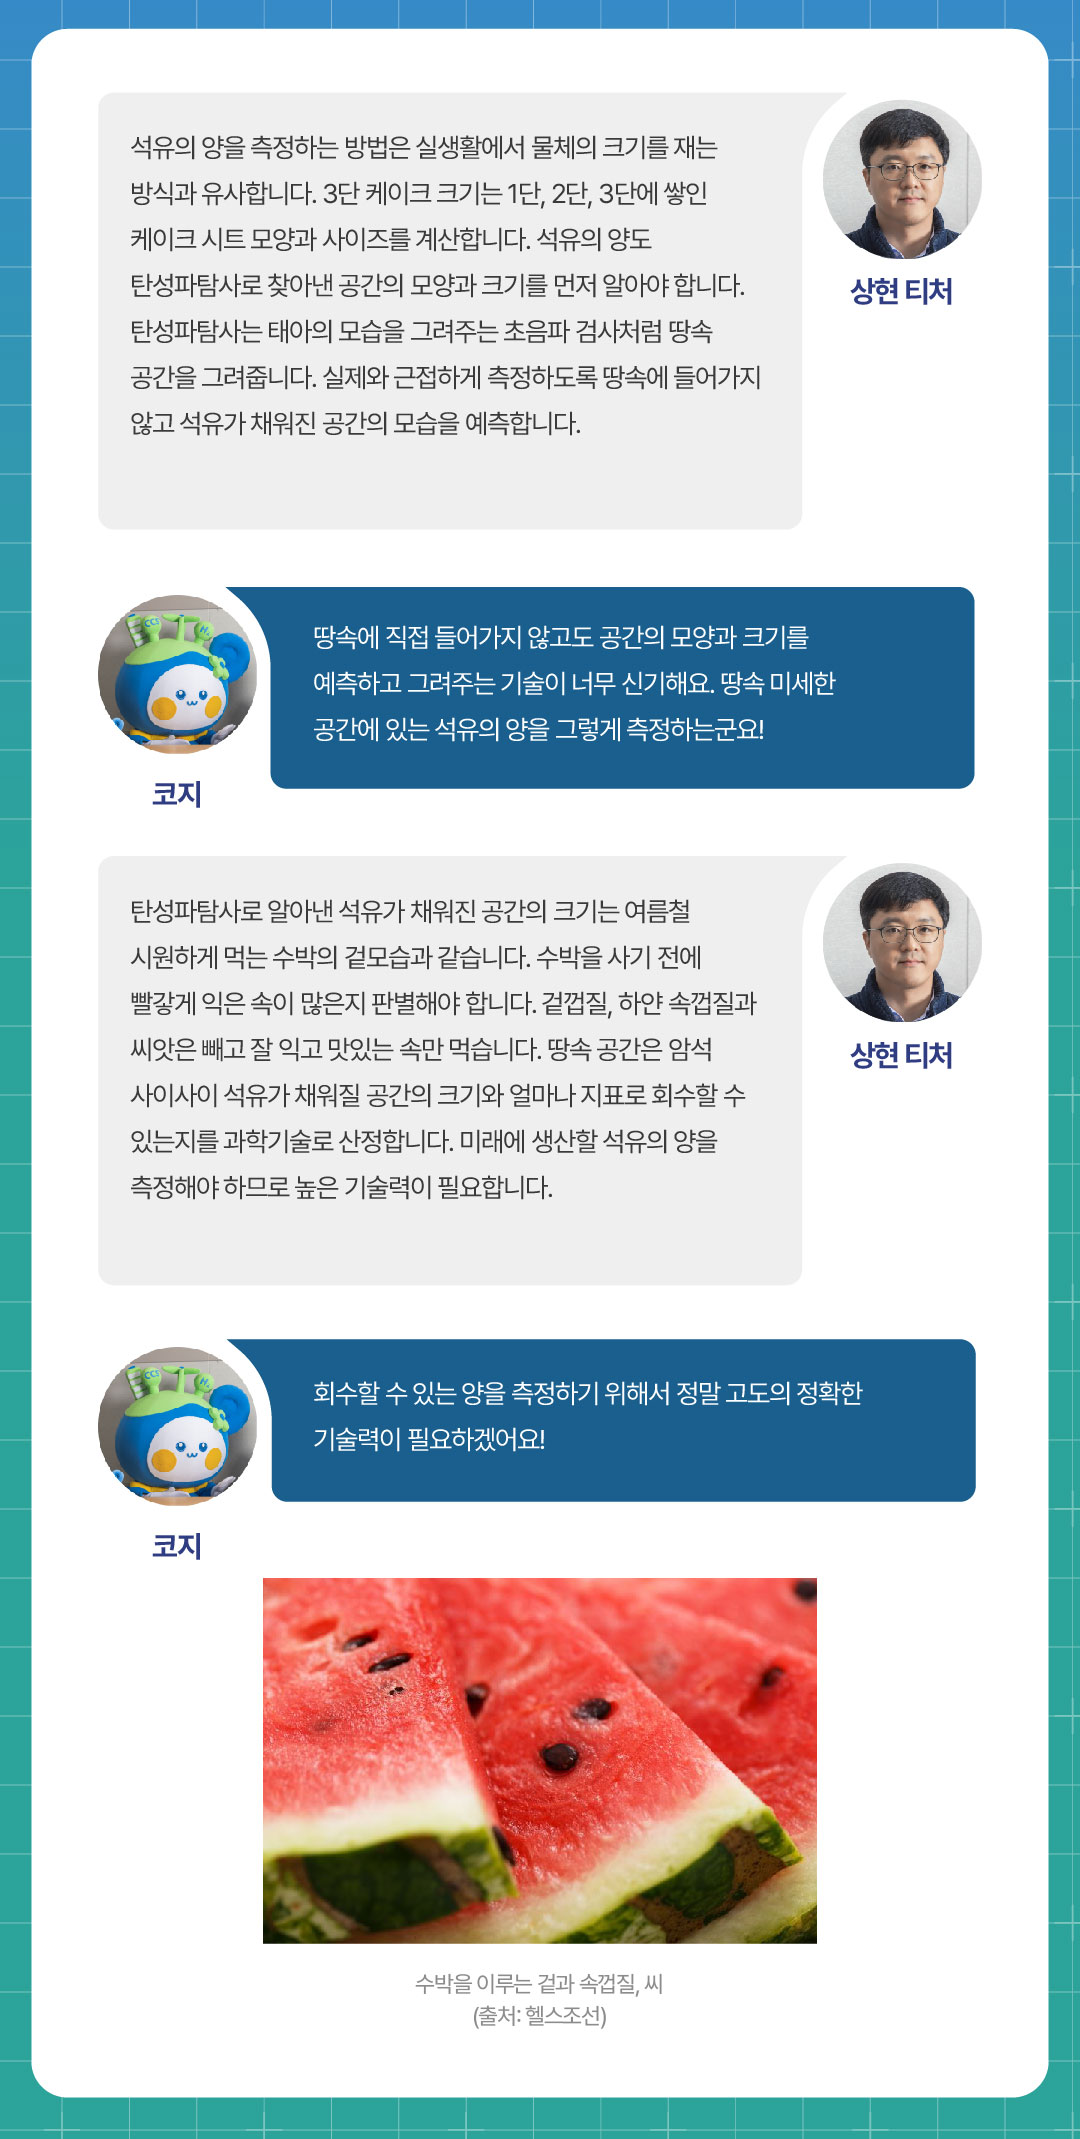 석유의 양을 측정하는 방법은 실생활에서 물체의 크기를 재는
방식과 유사합니다. 3단 케이크 크기는 1단, 2단, 3단에 쌓인
케이크 시트 모양과 사이즈를 계산합니다. 석유의 양도
탄성파탐사로 찾아낸 공간의 모양과 크기를 먼저 알아야 합니다.
탄성파탐사는 태아의 모습을 그려주는 초음파 검사처럼 땅속
공간을 그려줍니다. 실제와 근접하게 측정하도록 땅속에 들어가지
않고 석유가 채워진 공간의 모습을 예측합니다.
상현 티처
CCS
H₂
땅속에 직접 들어가지 않고도 공간의 모양과 크기를
예측하고 그려주는 기술이 너무 신기해요. 땅속 미세한
공간에 있는 석유의 양을 그렇게 측정하는군요!
코지
탄성파탐사로 알아낸 석유가 채워진 공간의 크기는 여름철
시원하게 먹는 수박의 겉모습과 같습니다. 수박을 사기 전에
빨갛게 익은 속이 많은지 판별해야 합니다. 겉껍질, 하얀 속껍질과
씨앗은 빼고 잘 익고 맛있는 속만 먹습니다. 땅속 공간은 암석
사이사이 석유가 채워질 공간의 크기와 얼마나 지표로 회수할 수
있는지를 과학기술로 산정합니다. 미래에 생산할 석유의 양을
측정해야 하므로 높은 기술력이 필요합니다.
상현 티처
CCS
H₂
회수할 수 있는 양을 측정하기 위해서 정말 고도의 정확한
기술력이 필요하겠어요!
코지
수박을 이루는 겉과 속껍질, 씨
(출처: 헬스조선)